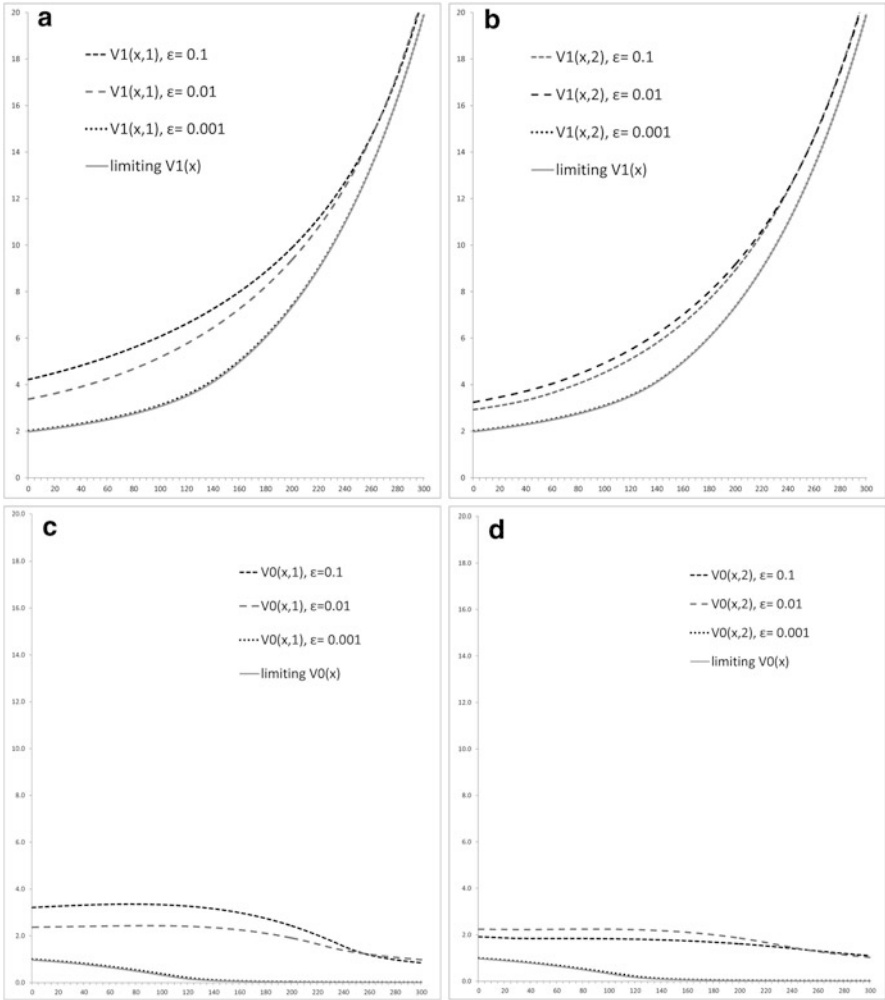 a
V1(x,1), ε= 0.1
V1(x,1), ε= 0.01
V1(x,1), ε= 0.001
limiting V1(x)
20
18
16
14
12
10
8
6
4
2
0
0 20 40 60 80 100 120 140 160 180 200 220 240 260 280 300
b
V1(x,2), ε= 0.1
V1(x,2), ε= 0.01
V1(x,2), ε= 0.001
limiting V1(x)
20
18
16
14
12
10
8
6
4
2
0
0 20 40 60 80 100 120 140 160 180 200 220 240 260 280 300
c
V0(x,1), ε=0.1
V0(x,1), ε=0.01
V0(x,1), ε= 0.001
limiting V0(x)
20.0
18.0
16.0
14.0
12.0
10.0
8.0
6.0
4.0
2.0
0.0
0 20 40 60 80 100 120 140 160 180 200 220 240 260 280 300
d
V0(x,2), ε= 0.1
V0(x,2), ε= 0.01
V0(x,2), ε= 0.001
limiting V0(x)
20.0
18.0
16.0
14.0
12.0
10.0
8.0
6.0
4.0
2.0
0.0
0 20 40 60 80 100 120 140 160 180 200 220 240 260 280 300